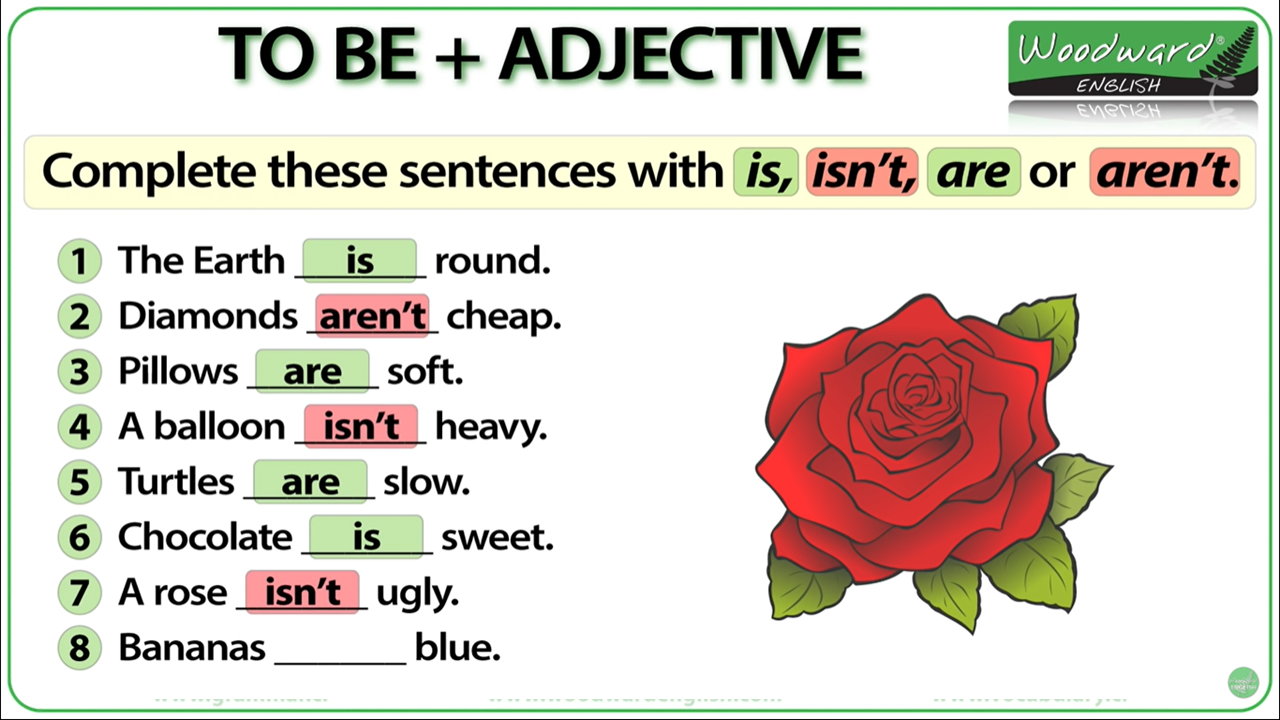 TO BE + ADJECTIVE
Woodward®
ENGLISH
Complete these sentences with is, isn't, are or aren't.
1 The Earth is round.
2 Diamonds aren't cheap.
3 Pillows are soft.
4 A balloon isn't heavy.
5 Turtles are slow.
6 Chocolate is sweet.
7 A rose isn't ugly.
8 Bananas ______ blue.